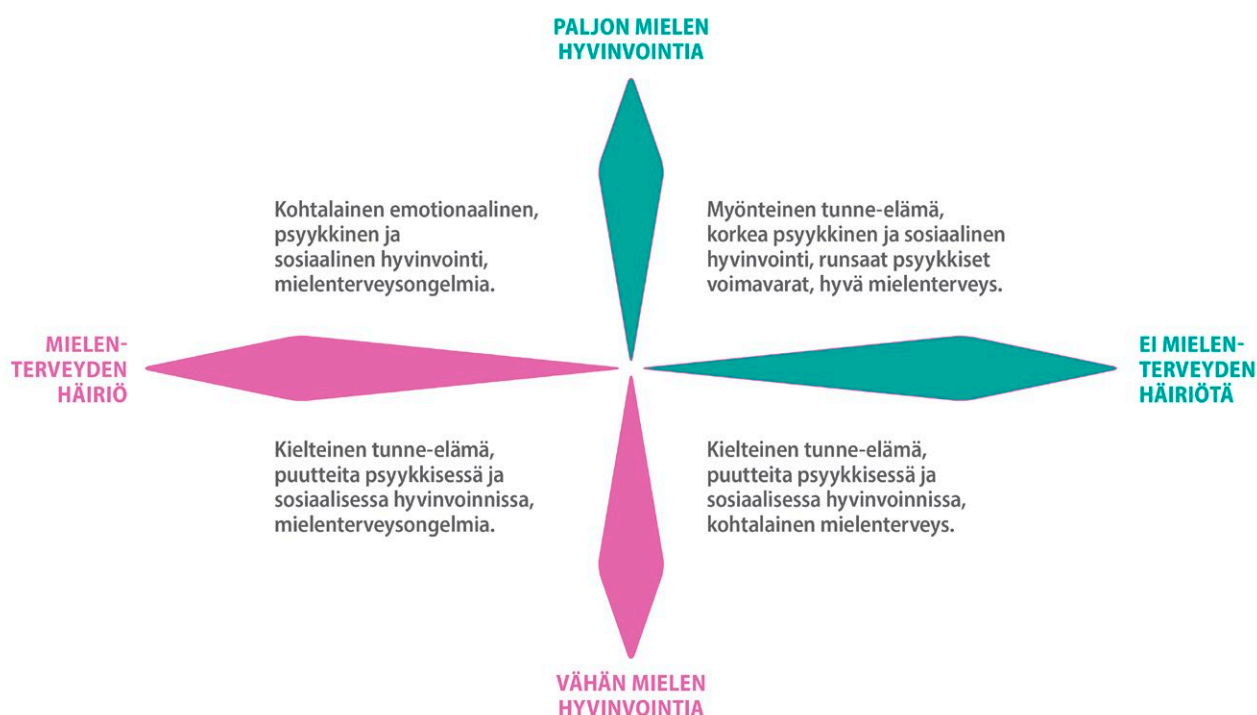 PALJON MIELEN
HYVINVOINTIA
Kohtalainen emotionaalinen,
psyykkinen ja
sosiaalinen hyvinvointi,
mielenterveysongelmia.
Myönteinen tunne-elämä,
korkea psyykkinen ja sosiaalinen
hyvinvointi, runsaat psyykkiset
voimavarat, hyvä mielenterveys.
MIELEN-
TERVEYDEN
HÄIRIÖ
EI MIELEN-
TERVEYDEN
HÄIRIÖTÄ
Kielteinen tunne-elämä,
puutteita psyykkisessä ja
sosiaalisessa hyvinvoinnissa,
mielenterveysongelmia.
Kielteinen tunne-elämä,
puutteita psyykkisessä ja
sosiaalisessa hyvinvoinnissa,
kohtalainen mielenterveys.
VÄHÄN MIELEN
HYVINVOINTIA